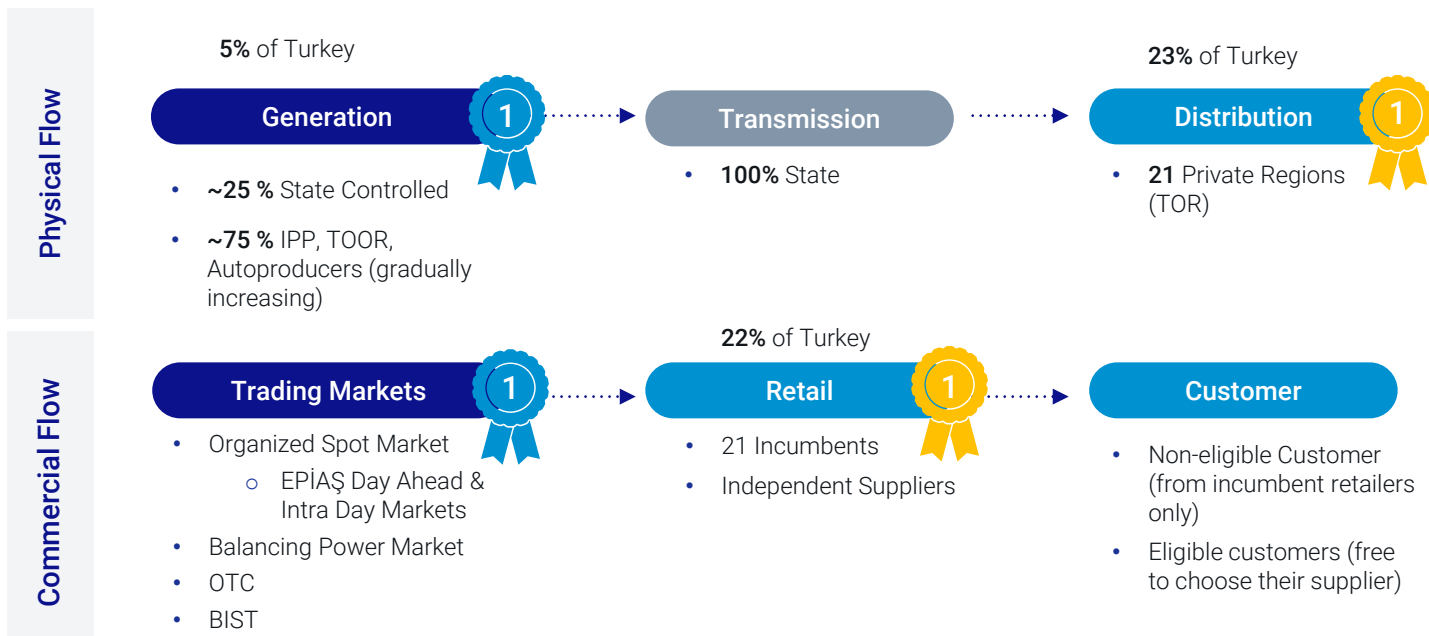 Physical Flow
5% of Turkey
Generation
1
• ~25 % State Controlled
• ~75 % IPP, TOOR,
Autoproducers (gradually
increasing)
Transmission
• 100% State
23% of Turkey
Distribution
1
• 21 Private Regions
(TOR)
Commercial Flow
Trading Markets
1
• Organized Spot Market
o EPİAŞ Day Ahead &
Intra Day Markets
• Balancing Power Market
• OTC
• BIST
22% of Turkey
Retail
1
• 21 Incumbents
• Independent Suppliers
Customer
• Non-eligible Customer
(from incumbent retailers
only)
• Eligible customers (free
to choose their supplier)